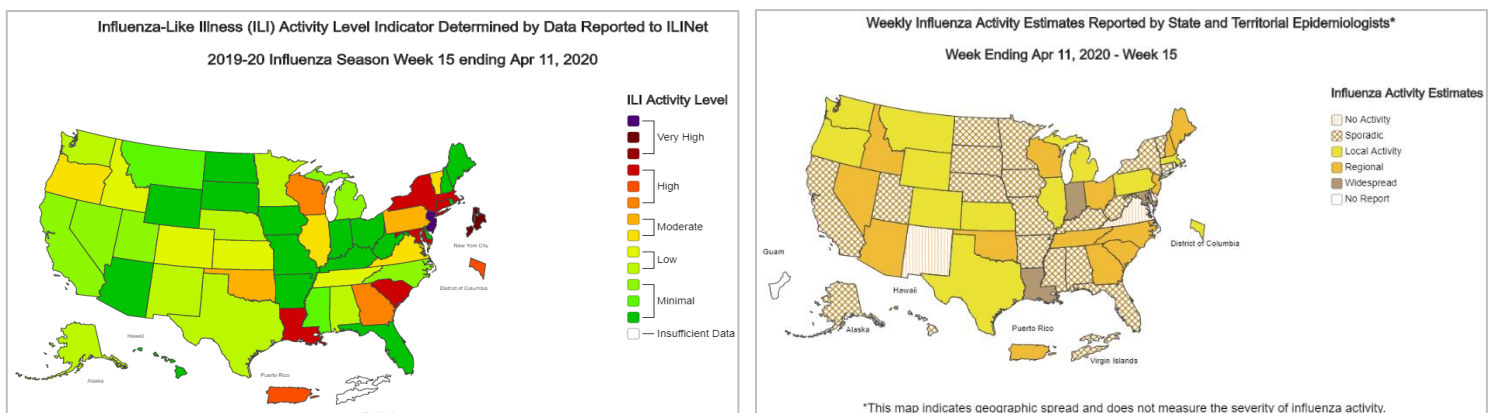 Influenza-Like Illness (ILI) Activity Level Indicator Determined by Data Reported to ILINet
2019-20 Influenza Season Week 15 ending Apr 11, 2020
ILI Activity Level
Very High
High
Moderate
Low
Minimal
Insufficient Data
New York City
District of Columbia
Hawaii
Alaska
Puerto Rico
Weekly Influenza Activity Estimates Reported by State and Territorial Epidemiologists*
Week Ending Apr 11, 2020 - Week 15
Influenza Activity Estimates
No Activity
Sporadic
Local Activity
Regional
Widespread
No Report
District of Columbia
Guam
Hawaii
Alaska
Puerto Rico
Virgin Islands
*This map indicates geographic spread and does not measure the severity of influenza activity.